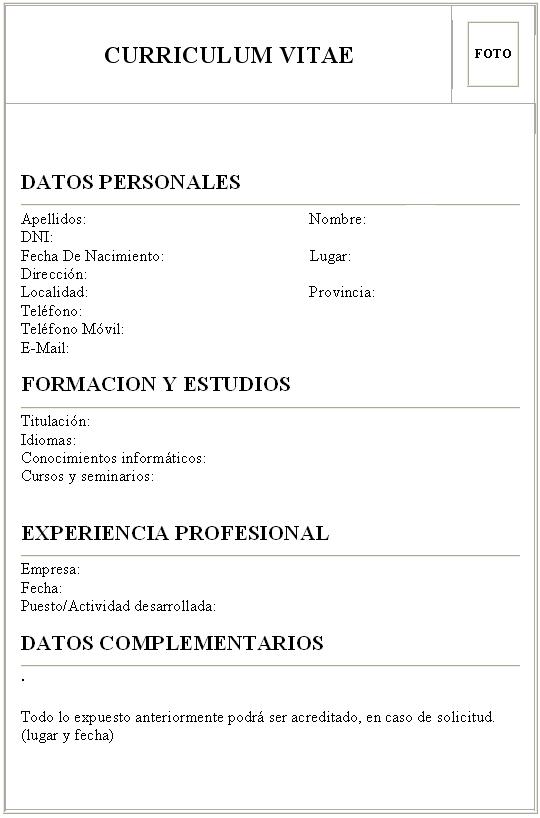 CURRICULUM VITAE
FOTO
DATOS PERSONALES
Apellidos: Nombre:
DNI:
Fecha De Nacimiento: Lugar:
Dirección:
Localidad: Provincia:
Teléfono:
Teléfono Móvil:
E-Mail:
FORMACION Y ESTUDIOS
Titulación:
Idiomas:
Conocimientos informáticos:
Cursos y seminarios:
EXPERIENCIA PROFESIONAL
Empresa:
Fecha:
Puesto/Actividad desarrollada:
DATOS COMPLEMENTARIOS
.
Todo lo expuesto anteriormente podrá ser acreditado, en caso de solicitud.
(lugar y fecha)